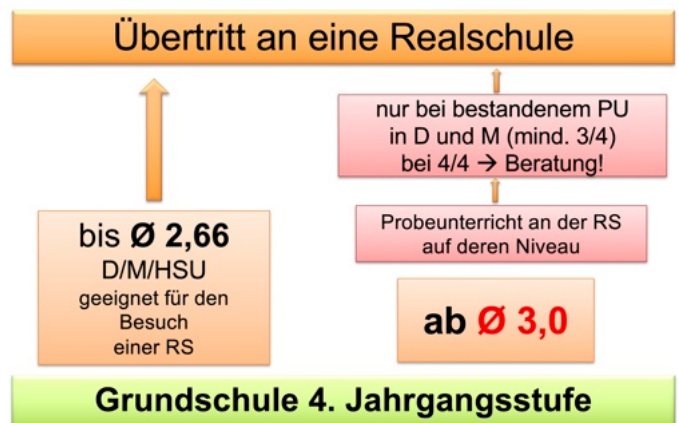 Übertritt an eine Realschule
nur bei bestandenem PU
in D und M (mind. 3/4)
bei 4/4 → Beratung!
Probeunterricht an der RS
auf deren Niveau
bis Ø 2,66
D/M/HSU
geeignet für den
Besuch
einer RS
ab Ø 3,0
Grundschule 4. Jahrgangsstufe